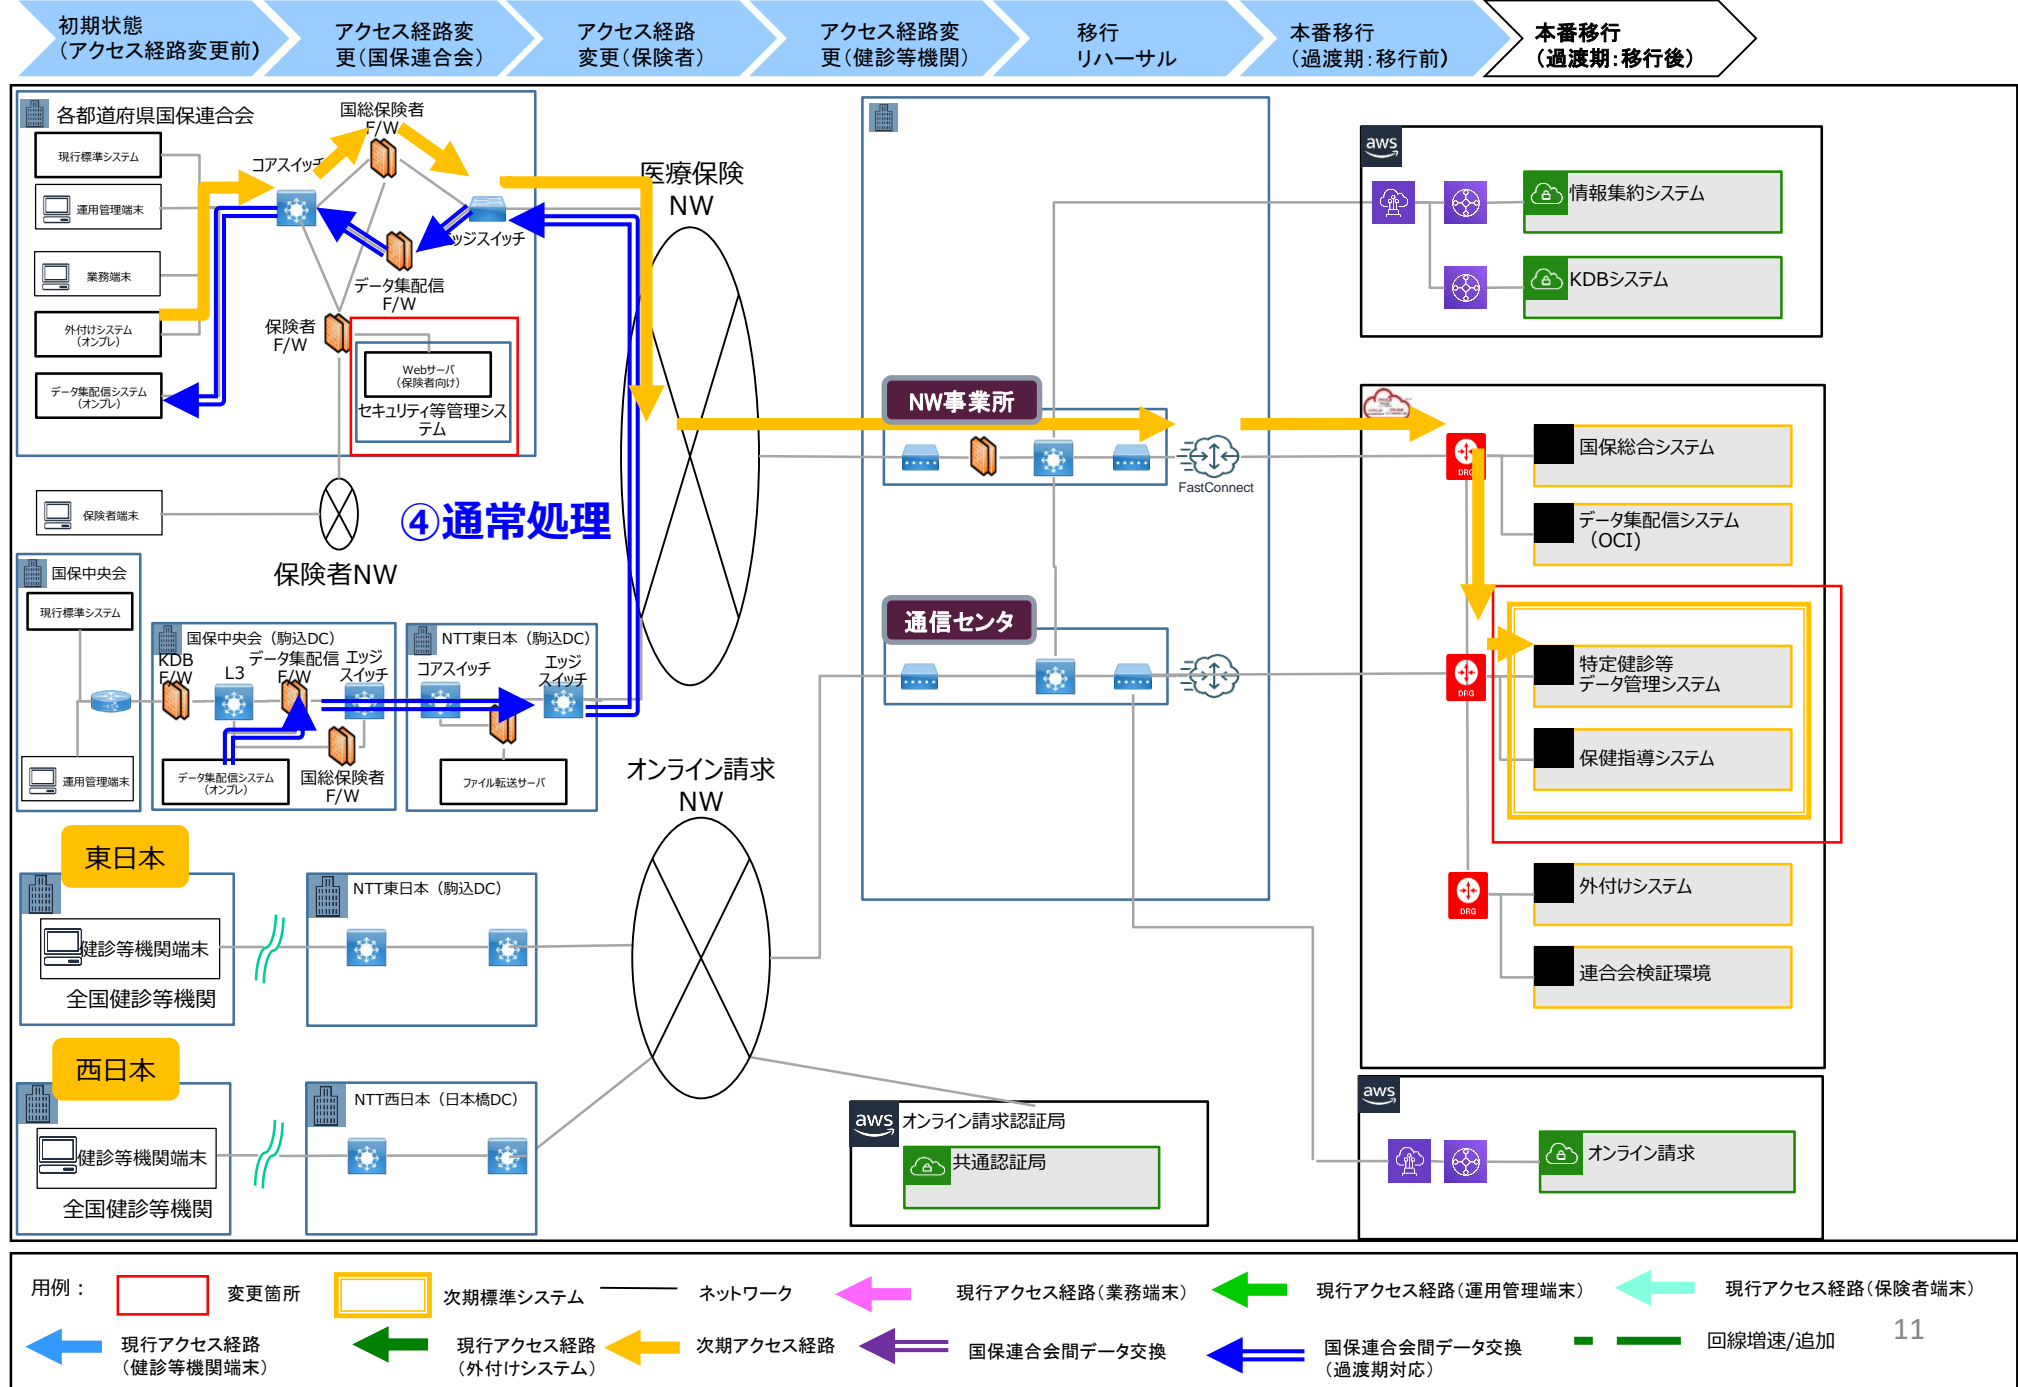 初期状態
（アクセス経路変更前）
アクセス経路変
更（国保連合会）
アクセス経路
変更（保険者）
アクセス経路変
更（健診等機関）
移行
リハーサル
本番移行
（過渡期：移行前）
本番移行
（過渡期：移行後）
各都道府県国保連合会
国総保険者
F/W
現行標準システム
コアスイッチ
運用管理端末
エッジスイッチ
業務端末
データ集配信
F/W
外付けシステム
（オンプレ）
保険者
F/W
データ集配信システム
（オンプレ）
Webサーバ
（保険者向け）
セキュリティ等管理シス
テム
保険者端末
保険者NW
④通常処理
医療保険
NW
国保中央会
現行標準システム
運用管理端末
国保中央会（駒込DC）
KDB
F/W
L3
データ集配信
F/W
エッジ
スイッチ
データ集配信システム
（オンプレ）
国総保険者
F/W
NTT東日本（駒込DC）
コアスイッチ
エッジ
スイッチ
ファイル転送サーバ
オンライン請求
NW
東日本
健診等機関端末
全国健診等機関
NTT東日本（駒込DC）
西日本
健診等機関端末
全国健診等機関
NTT西日本（日本橋DC）
NW事業所
FastConnect
通信センタ
aws
オンライン請求認証局
共通認証局
aws
情報集約システム
KDBシステム
DRG
国保総合システム
データ集配信システム
（OCI）
DRG
特定健診等
データ管理システム
保健指導システム
DRG
外付けシステム
連合会検証環境
aws
オンライン請求
用例：
変更箇所
次期標準システム
ネットワーク
現行アクセス経路（業務端末）
現行アクセス経路（運用管理端末）
現行アクセス経路（保険者端末）
現行アクセス経路
（健診等機関端末）
現行アクセス経路
（外付けシステム）
次期アクセス経路
国保連合会間データ交換
国保連合会間データ交換
（過渡期対応）
回線増速/追加
11